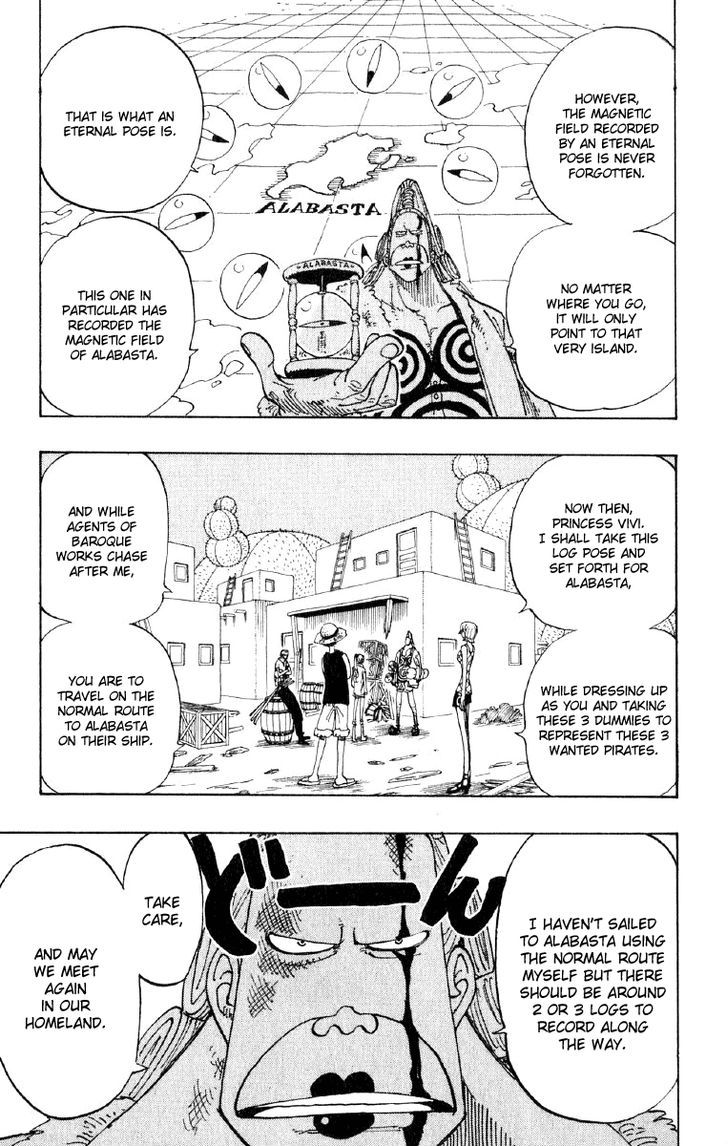 HOWEVER,
THE MAGNETIC
FIELD RECORDED
BY AN ETERNAL
POSE IS NEVER
FORGOTTEN.
NO MATTER
WHERE YOU GO,
IT WILL ONLY
POINT TO THAT
VERY ISLAND.
THAT IS WHAT AN
ETERNAL POSE IS.
THIS ONE IN
PARTICULAR HAS
RECORDED THE
MAGNETIC FIELD
OF ALABASTA.
ALABASTA
ALABASTA
NOW THEN,
PRINCESS VIVI.
I SHALL TAKE THIS
LOG POSE AND
SET FORTH FOR
ALABASTA,
WHILE DRESSING UP
AS YOU AND TAKING
THESE 3 DUMMIES TO
REPRESENT THESE 3
WANTED PIRATES.
AND WHILE
AGENTS OF
BAROQUE
WORKS CHASE
AFTER ME,
YOU ARE TO
TRAVEL ON THE
NORMAL ROUTE
TO ALABASTA
ON THEIR SHIP.
ど ー ん
I HAVEN'T SAILED
TO ALABASTA USING
THE NORMAL ROUTE
MYSELF BUT THERE
SHOULD BE AROUND
2 OR 3 LOGS TO
RECORD ALONG
THE WAY.
TAKE
CARE,
AND MAY
WE MEET
AGAIN
IN OUR
HOMELAND.